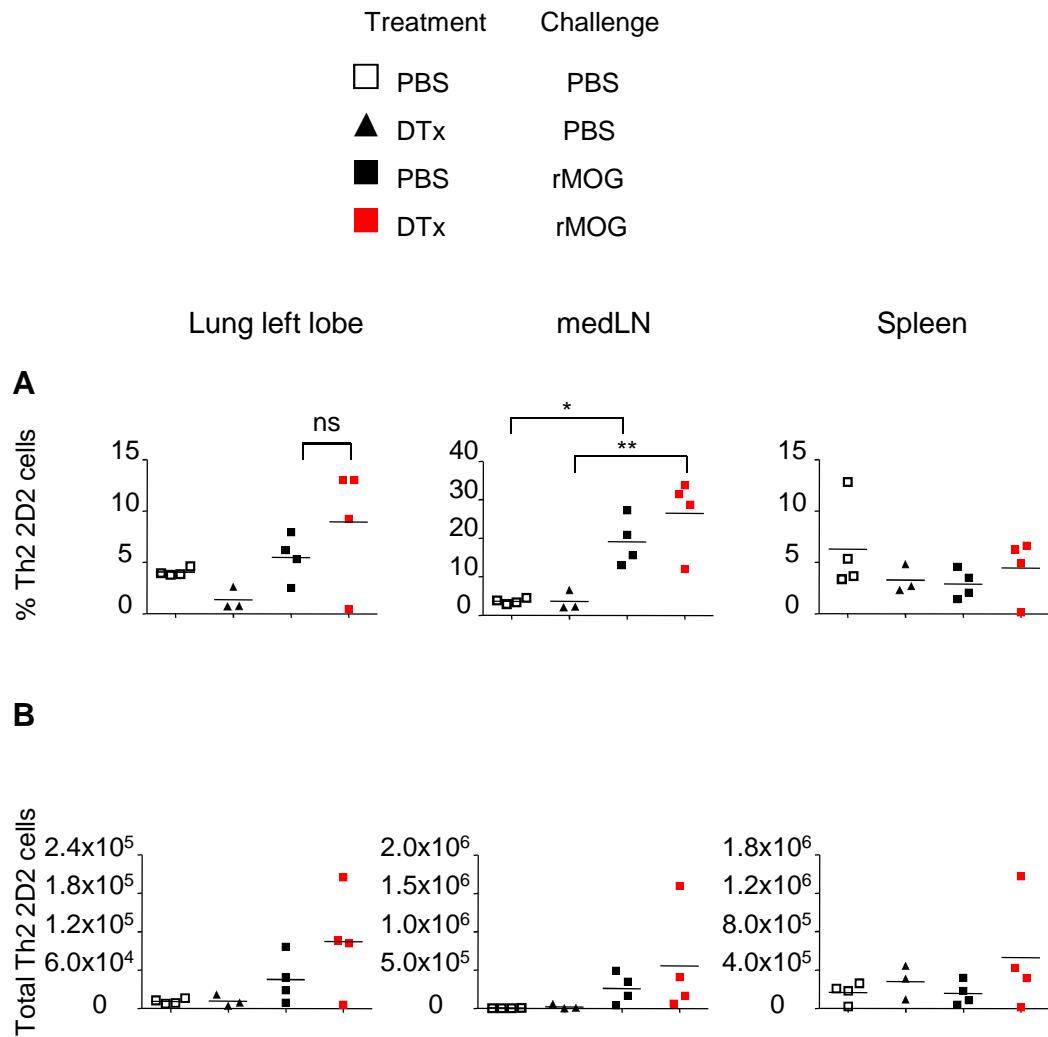 Treatment Challenge
PBS PBS
DTx PBS
PBS rMOG
DTx rMOG
Lung left lobe medLN Spleen
A
% Th2 2D2 cells
15
10
5
0
ns
40
30
20
10
0
*
**
15
10
5
0
B
Total Th2 2D2 cells
2.4x10⁵
1.8x10⁵
1.2x10⁵
6.0x10⁴
0
2.0x10⁶
1.5x10⁶
1.0x10⁶
5.0x10⁵
0
1.8x10⁶
1.2x10⁶
8.0x10⁵
4.0x10⁵
0